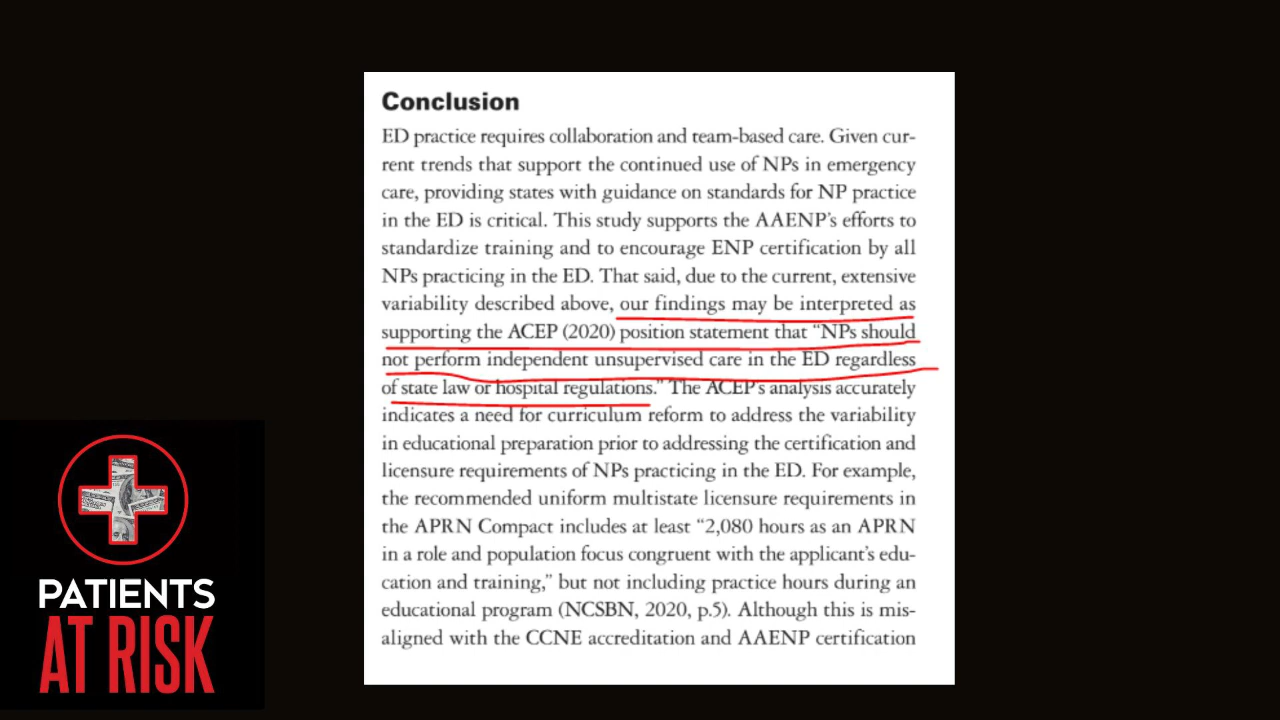 Conclusion
ED practice requires collaboration and team-based care. Given cur-
rent trends that support the continued use of NPs in emergency
care, providing states with guidance on standards for NP practice
in the ED is critical. This study supports the AAENP's efforts to
standardize training and to encourage ENP certification by all
NPs practicing in the ED. That said, due to the current, extensive
variability described above, our findings may be interpreted as
supporting the ACEP (2020) position statement that “NPs should
not perform independent unsupervised care in the ED regardless
of state law or hospital regulations.” The ACEP's analysis accurately
indicates a need for curriculum reform to address the variability
in educational preparation prior to addressing the certification and
licensure requirements of NPs practicing in the ED. For example,
the recommended uniform multistate licensure requirements in
the APRN Compact includes at least “2,080 hours as an APRN
in a role and population focus congruent with the applicant's edu-
cation and training,” but not including practice hours during an
educational program (NCSBN, 2020, p.5). Although this is mis-
aligned with the CCNE accreditation and AAENP certification
PATIENTS
AT RISK